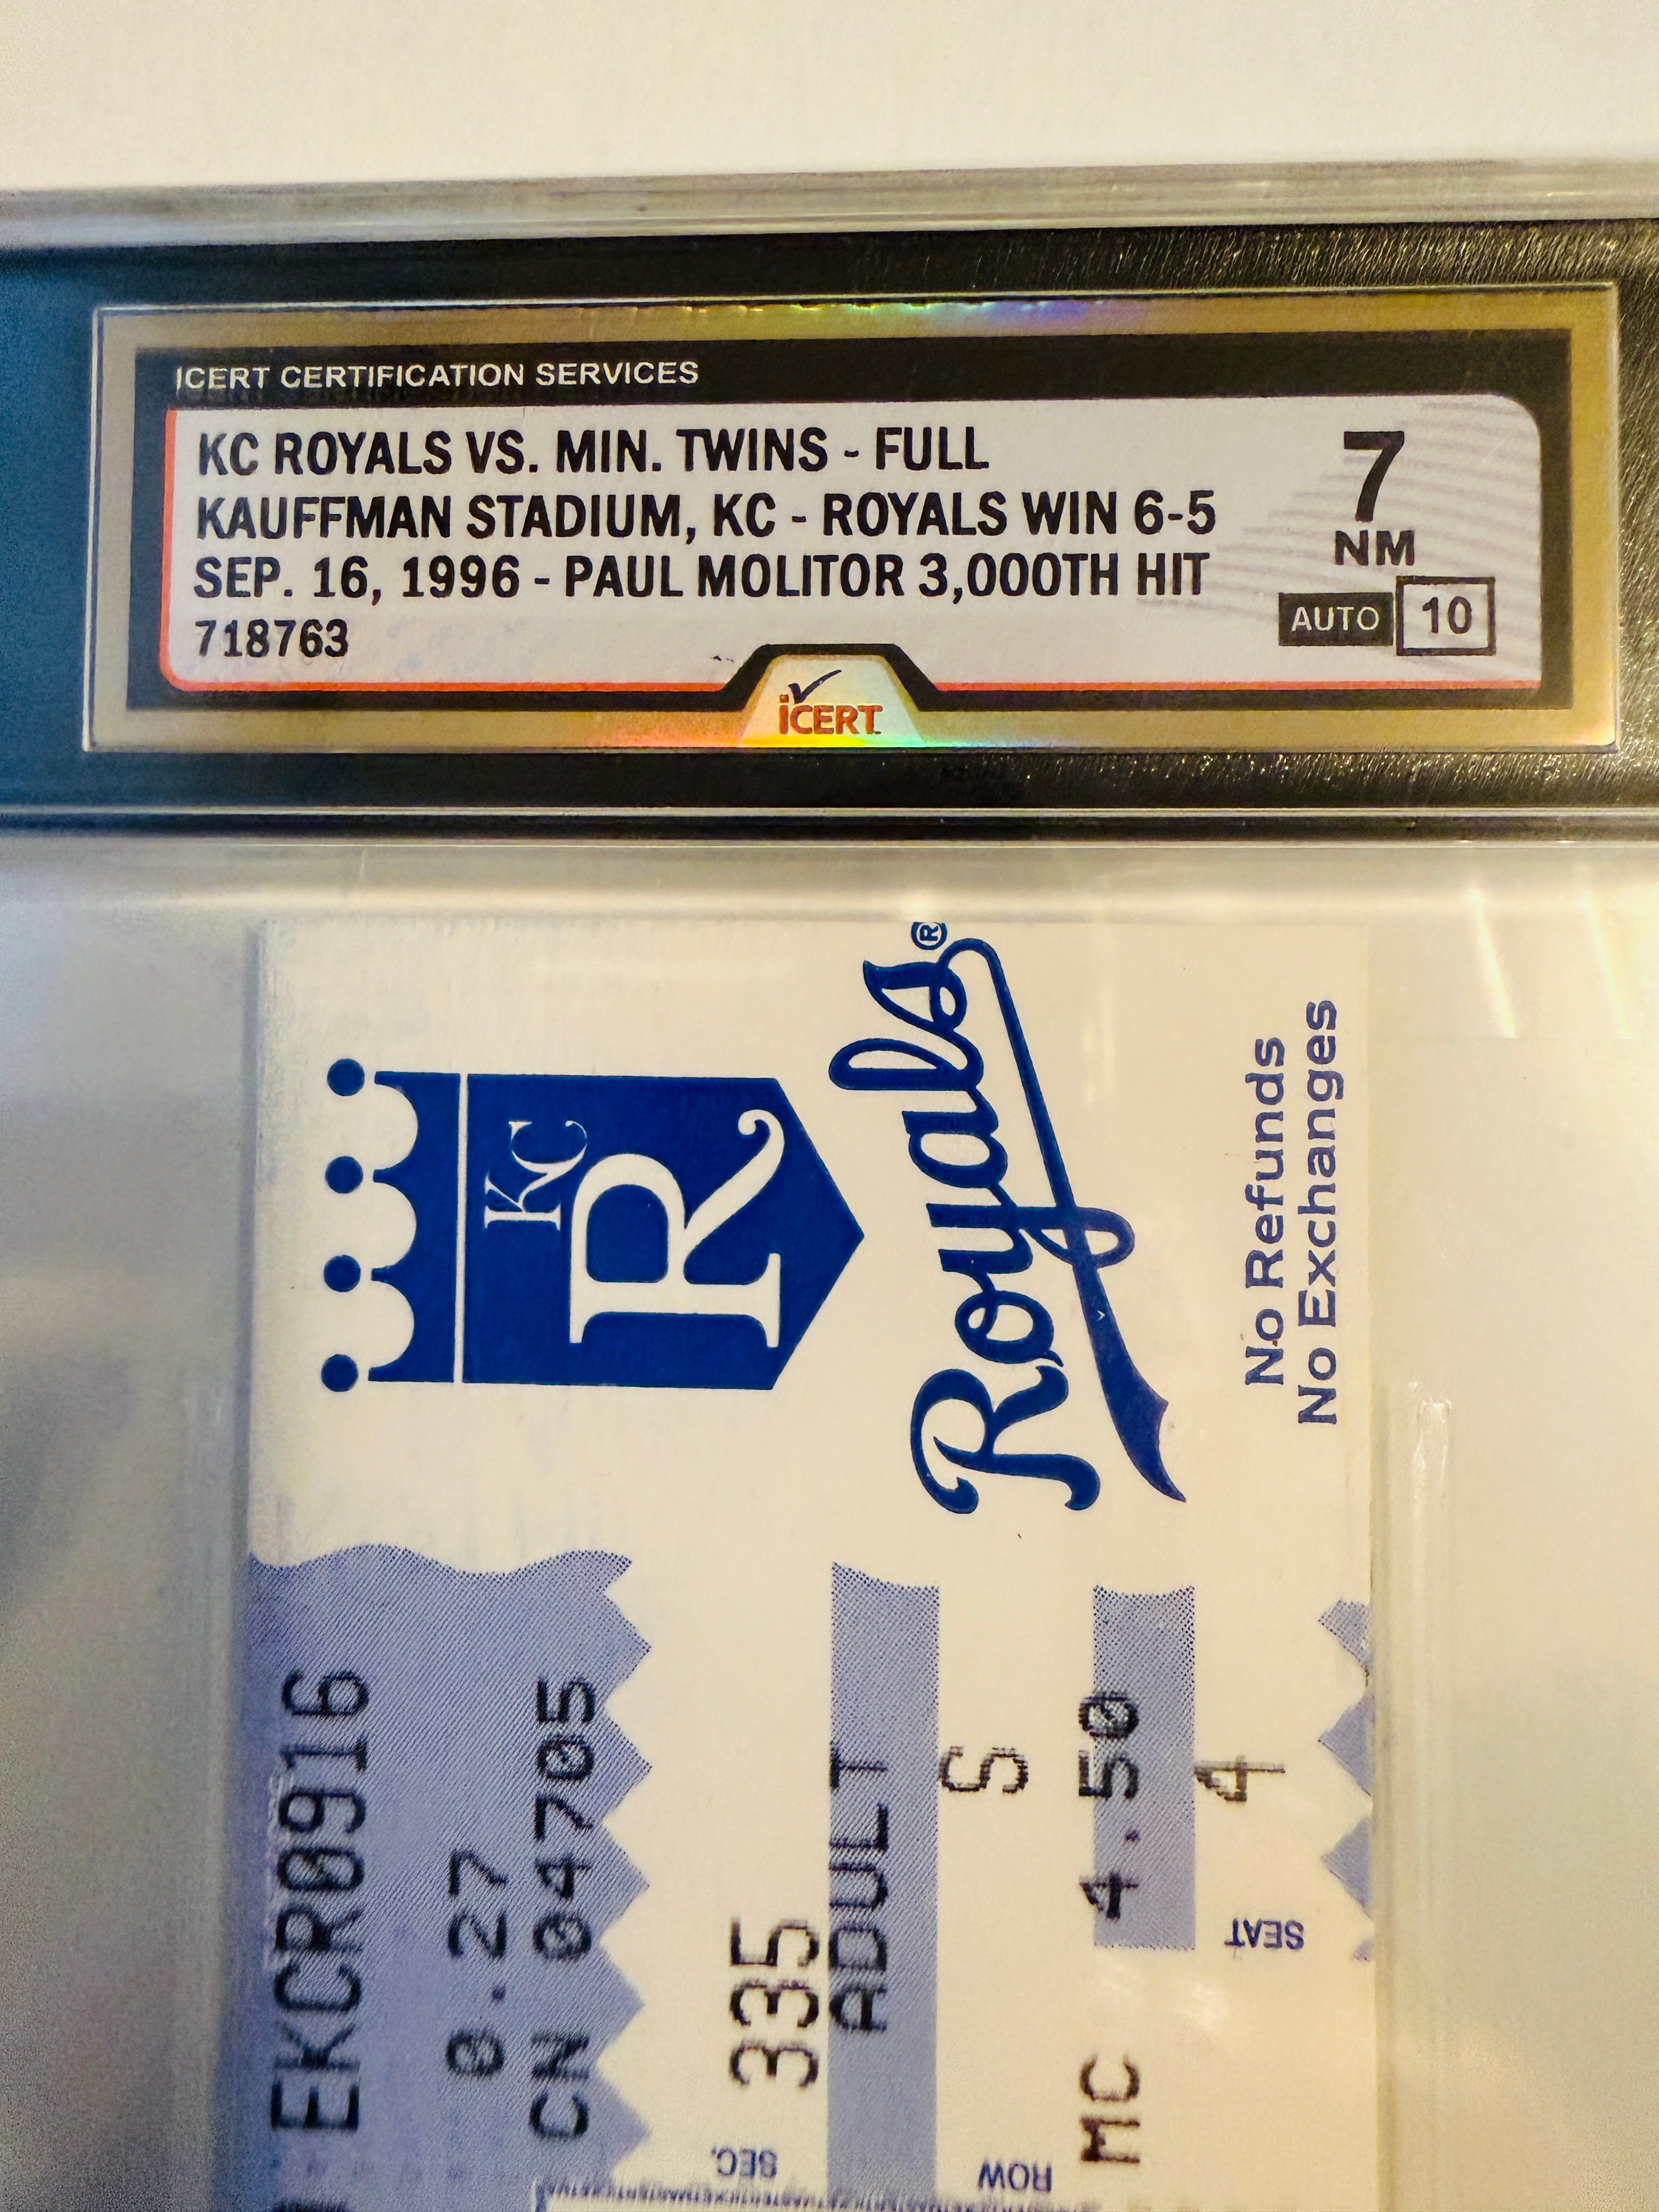 ICERT CERTIFICATION SERVICES
KC ROYALS VS. MIN. TWINS - FULL
KAUFFMAN STADIUM, KC - ROYALS WIN 6-5
SEP. 16, 1996 - PAUL MOLITOR 3,000TH HIT
718763
7
NM
AUTO 10
iCERT
KC
R
Royals®
No Refunds
No Exchanges
EKCR0916
0.27
CN 04705
335
ADULT
S
MC 4.50
4
SEC.
ROW
SEAT